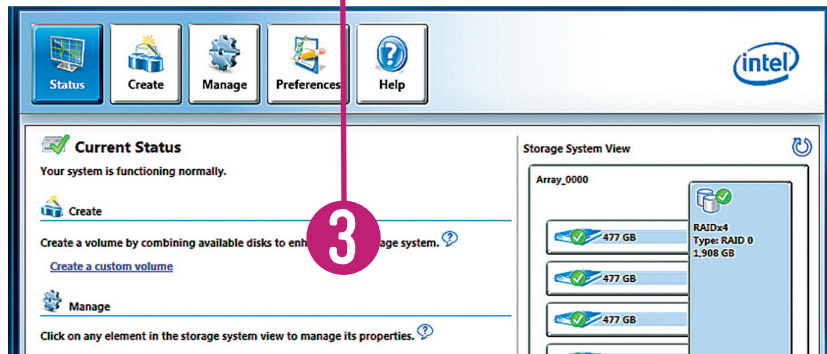 Status
Create
Manage
Preferences
Help
intel
Current Status
Your system is functioning normally.
Create
Create a volume by combining available disks to enh
age system.
Create a custom volume
Manage
Click on any element in the storage system view to manage its properties.
3
Storage System View
Array_0000
477 GB
477 GB
477 GB
RAIDx4
Type: RAID 0
1,908 GB